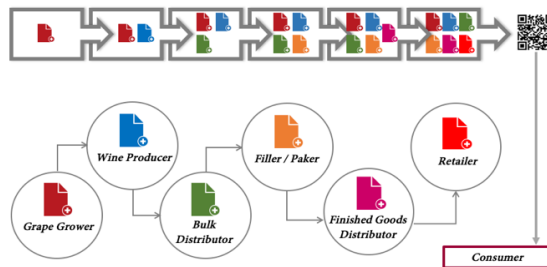 Wine Producer
Filler / Paker
Retailer
Grape Grower
Bulk
Distributor
Finished Goods
Distributor
Consumer